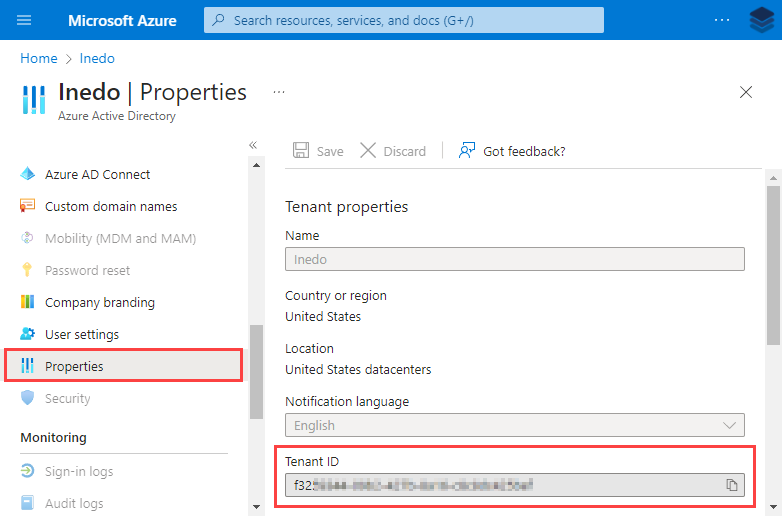 Microsoft Azure
Search resources, services, and docs (G+/)
...
Home > Inedo
Inedo | Properties ...
Azure Active Directory
«
Azure AD Connect
Custom domain names
Mobility (MDM and MAM)
Password reset
Company branding
User settings
Properties
Security
Monitoring
Sign-in logs
Audit logs
Save
Discard
Got feedback?
Tenant properties
Name
Inedo
Country or region
United States
Location
United States datacenters
Notification language
English
Tenant ID
f32